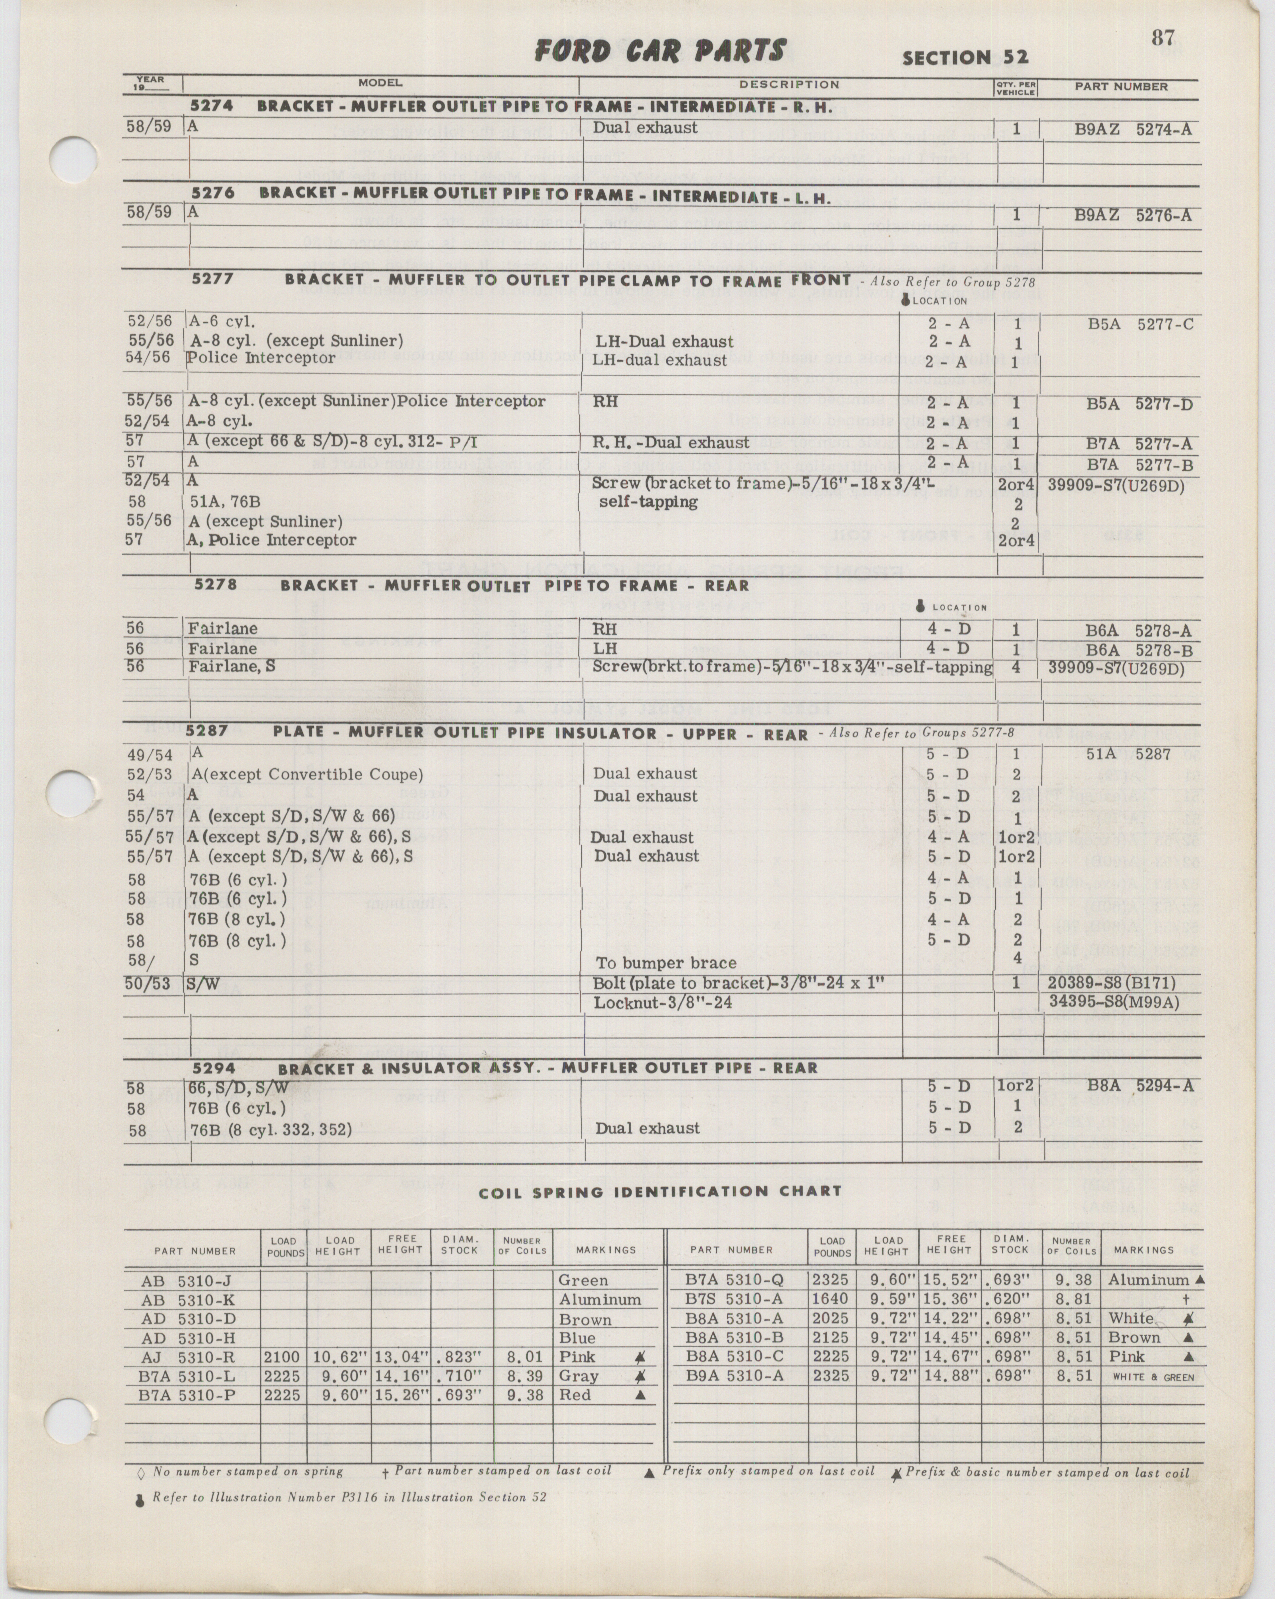 87
FORD CAR PARTS SECTION 52
YEAR 19___ MODEL DESCRIPTION QTY. PER VEHICLE PART NUMBER
5274 BRACKET - MUFFLER OUTLET PIPE TO FRAME - INTERMEDIATE - R. H.
58/59 A Dual exhaust 1 B9AZ 5274-A
5276 BRACKET - MUFFLER OUTLET PIPE TO FRAME - INTERMEDIATE - L. H.
58/59 A 1 B9AZ 5276-A
5277 BRACKET - MUFFLER TO OUTLET PIPE CLAMP TO FRAME FRONT - Also Refer to Group 5278
LOCATION
52/56 A-6 cyl. 2 - A 1 B5A 5277-C
55/56 A-8 cyl. (except Sunliner) LH-Dual exhaust 2 - A 1
54/56 Police Interceptor LH-dual exhaust 2 - A 1
55/56 A-8 cyl. (except Sunliner)Police Interceptor RH 2 - A 1 B5A 5277-D
52/54 A-8 cyl. 2 - A 1
57 A (except 66 & S/D)-8 cyl. 312- P/I R. H. -Dual exhaust 2 - A 1 B7A 5277-A
57 A 2 - A 1 B7A 5277-B
52/54 A Screw (bracket to frame)-5/16"-18 x 3/4"L 2or4 39909-S7(U269D)
58 51A, 76B self-tapping 2
55/56 A (except Sunliner) 2
57 A, Police Interceptor 2or4
5278 BRACKET - MUFFLER OUTLET PIPE TO FRAME - REAR
LOCATION
56 Fairlane RH 4 - D 1 B6A 5278-A
56 Fairlane LH 4 - D 1 B6A 5278-B
56 Fairlane, S Screw(brkt. to frame)-5/16"-18 x 3/4"-self-tapping 4 39909-S7(U269D)
5287 PLATE - MUFFLER OUTLET PIPE INSULATOR - UPPER - REAR - Also Refer to Groups 5277-8
49/54 A 5 - D 1 51A 5287
52/53 A(except Convertible Coupe) Dual exhaust 5 - D 2
54 A Dual exhaust 5 - D 2
55/57 A (except S/D, S/W & 66) 5 - D 1
55/57 A (except S/D, S/W & 66), S Dual exhaust 4 - A 1or2
55/57 A (except S/D, S/W & 66), S Dual exhaust 5 - D 1or2
58 76B (6 cyl. ) 4 - A 1
58 76B (6 cyl. ) 5 - D 1
58 76B (8 cyl. ) 4 - A 2
58 76B (8 cyl. ) 5 - D 2
58/ S To bumper brace 4
50/53 S/W Bolt (plate to bracket)-3/8"-24 x 1" 1 20389-S8 (B171)
Locknut-3/8"-24 34395-S8(M99A)
5294 BRACKET & INSULATOR ASSY. - MUFFLER OUTLET PIPE - REAR
58 66, S/D, S/W 5 - D 1or2 B8A 5294-A
58 76B (6 cyl. ) 5 - D 1
58 76B (8 cyl. 332, 352) Dual exhaust 5 - D 2
COIL SPRING IDENTIFICATION CHART
PART NUMBER LOAD POUNDS LOAD HEIGHT FREE HEIGHT DIAM. STOCK NUMBER OF COILS MARKINGS PART NUMBER LOAD POUNDS LOAD HEIGHT FREE HEIGHT DIAM. STOCK NUMBER OF COILS MARKINGS
AB 5310-J Green B7A 5310-Q 2325 9.60" 15.52" .693" 9.38 Aluminum ▲
AB 5310-K Aluminum B7S 5310-A 1640 9.59" 15.36" .620" 8.81 †
AD 5310-D Brown B8A 5310-A 2025 9.72" 14.22" .698" 8.51 White
AD 5310-H Blue B8A 5310-B 2125 9.72" 14.45" .698" 8.51 Brown ▲
AJ 5310-R 2100 10.62" 13.04" .823" 8.01 Pink B8A 5310-C 2225 9.72" 14.67" .698" 8.51 Pink ▲
B7A 5310-L 2225 9.60" 14.16" .710" 8.39 Gray B9A 5310-A 2325 9.72" 14.88" .698" 8.51 WHITE & GREEN
B7A 5310-P 2225 9.60" 15.26" .693" 9.38 Red ▲
◊ No number stamped on spring † Part number stamped on last coil ▲ Prefix only stamped on last coil Prefix & basic number stamped on last coil
Refer to Illustration Number P3116 in Illustration Section 52